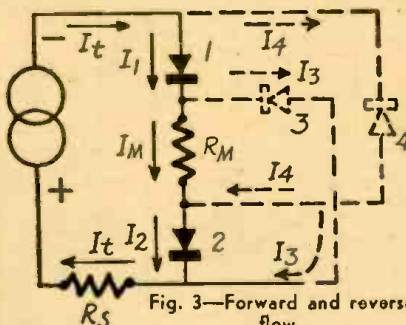 − It I4
I1 1
I3
3
IM RM 4
I4
+
It I2 2 I3
RS
Fig. 3—Forward and reverse
flow